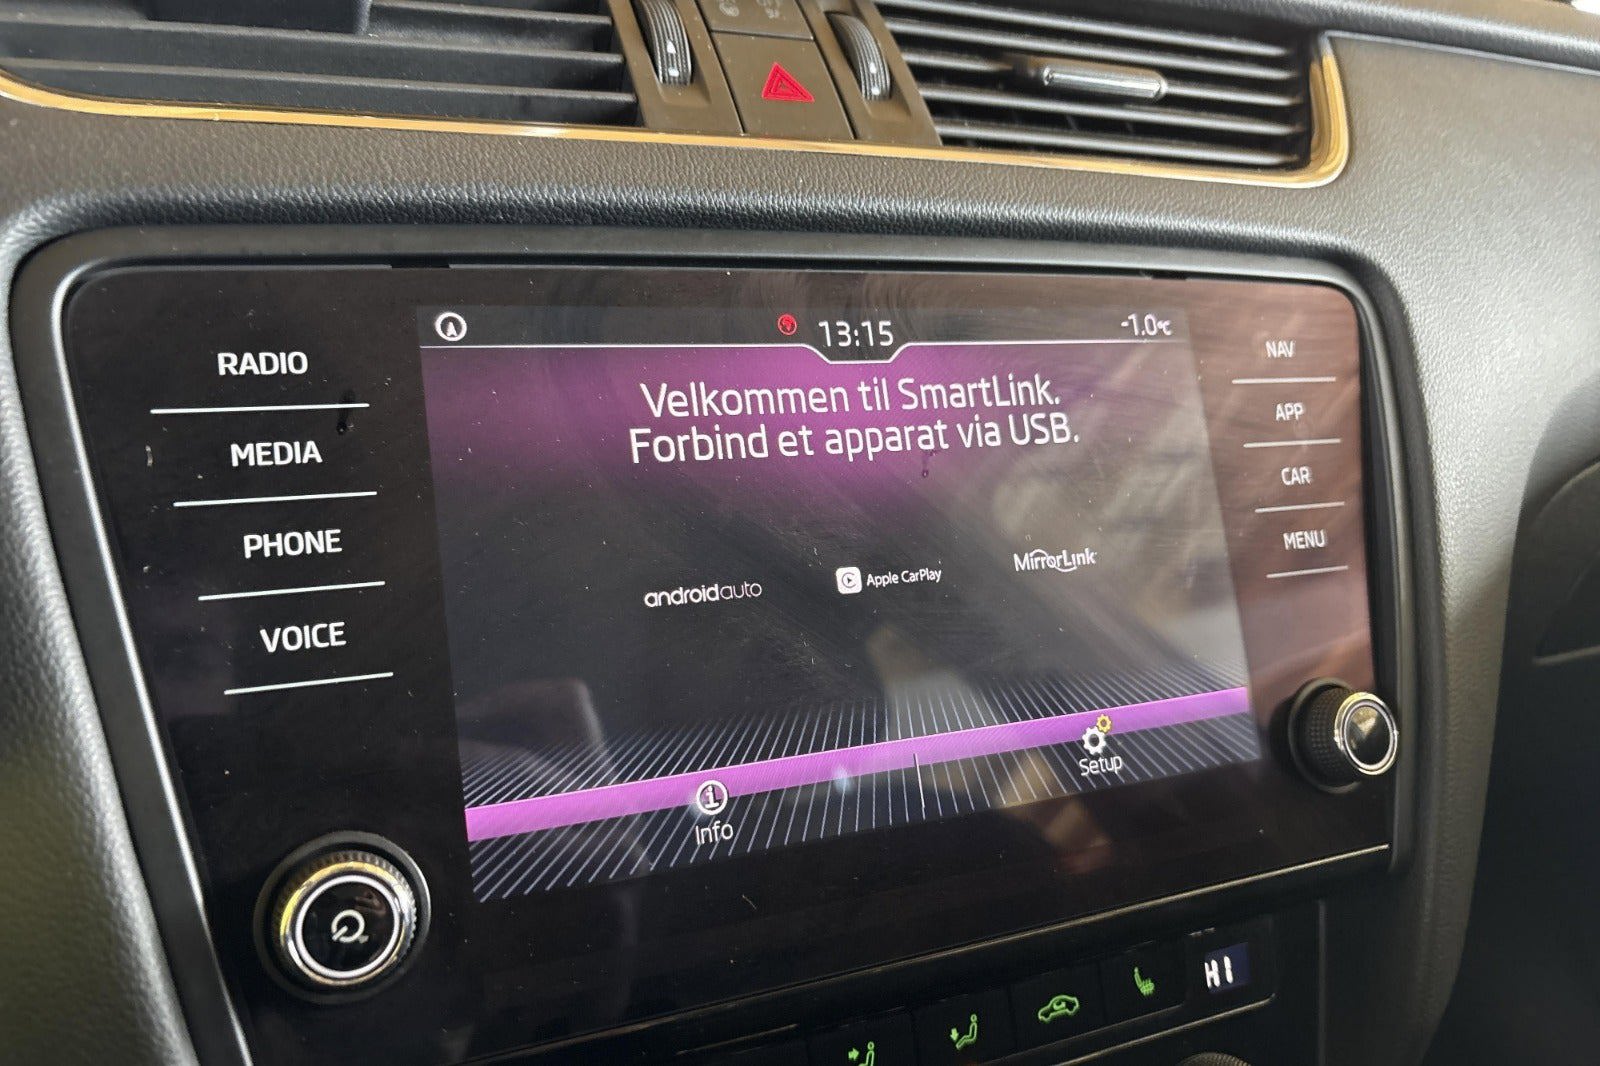 13:15
-1.0°C
RADIO
MEDIA
PHONE
VOICE
Velkommen til SmartLink.
Forbind et apparat via USB.
androidauto
Apple CarPlay
MirrorLink
Info
Setup
NAV
APP
CAR
MENU
HI